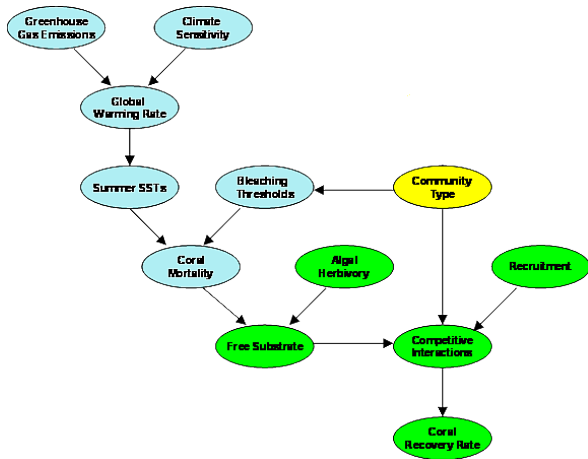 Greenhouse
Gas Emissions
Climate
Sensitivity
Global
Warming Rate
Summer SSTs
Bleaching
Thresholds
Community
Type
Coral
Mortality
Algal
Herbivory
Recruitment
Free Substrate
Competitive
Interactions
Coral
Recovery Rate